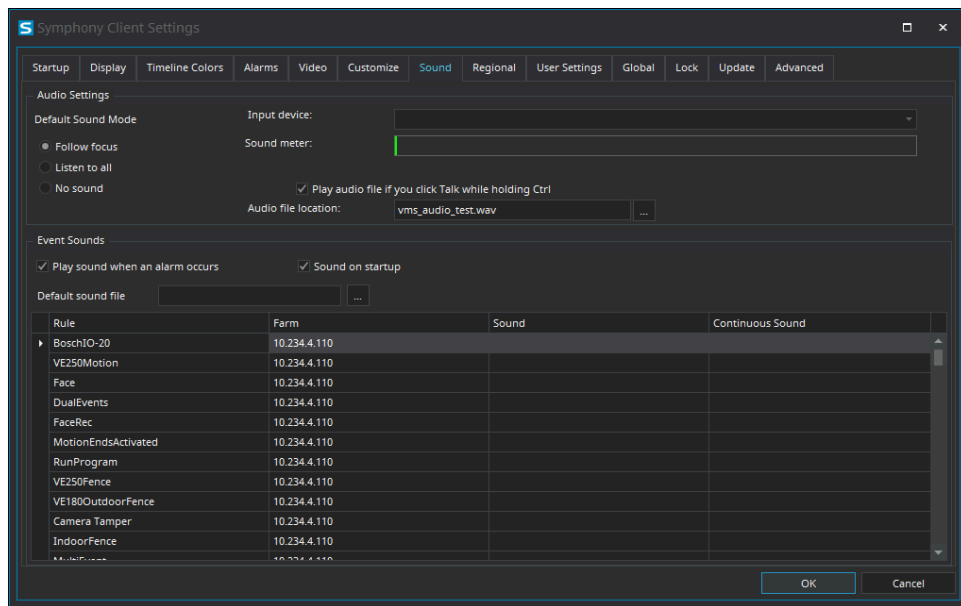 S Symphony Client Settings
Startup Display Timeline Colors Alarms Video Customize Sound Regional User Settings Global Lock Update Advanced
Audio Settings
Default Sound Mode
Follow focus
Listen to all
No sound
Input device:
Sound meter:
Play audio file if you click Talk while holding Ctrl
Audio file location: vms_audio_test.wav ...
Event Sounds
Play sound when an alarm occurs Sound on startup
Default sound file ...
Rule Farm Sound Continuous Sound
BoschIO-20 10.234.4.110
VE250Motion 10.234.4.110
Face 10.234.4.110
DualEvents 10.234.4.110
FaceRec 10.234.4.110
MotionEndsActivated 10.234.4.110
RunProgram 10.234.4.110
VE250Fence 10.234.4.110
VE180OutdoorFence 10.234.4.110
Camera Tamper 10.234.4.110
IndoorFence 10.234.4.110
MultiEvent 10.234.4.110
OK Cancel